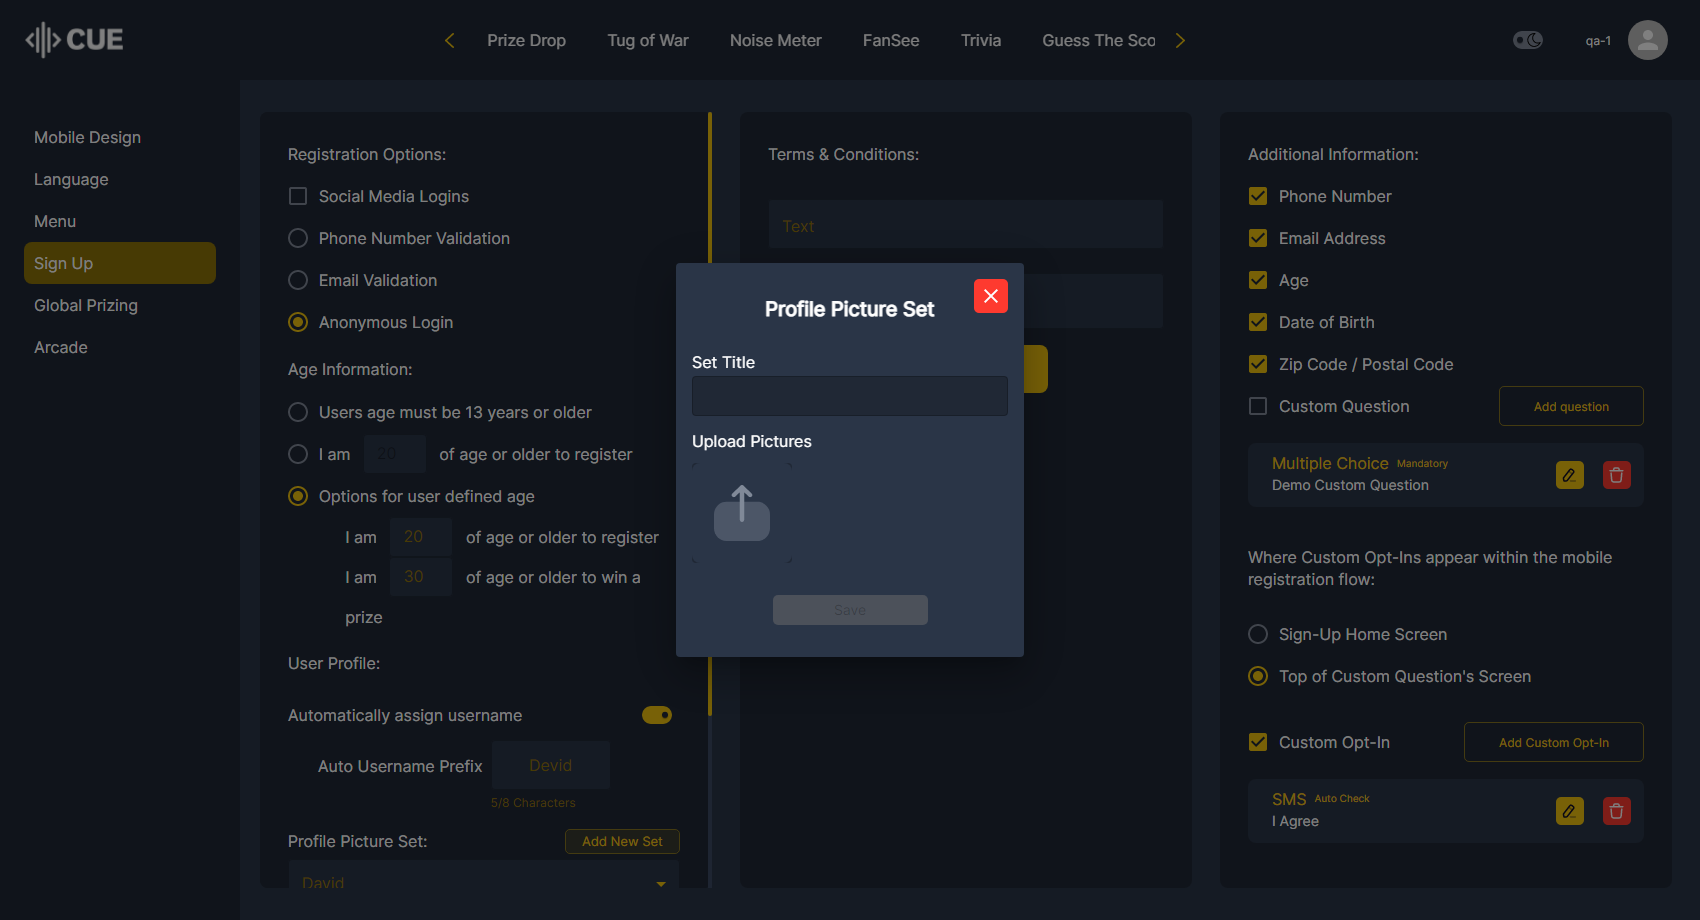 CUE
Prize Drop
Tug of War
Noise Meter
FanSee
Trivia
Guess The Sco
qa-1
Mobile Design
Language
Menu
Sign Up
Global Prizing
Arcade
Registration Options:
Social Media Logins
Phone Number Validation
Email Validation
Anonymous Login
Age Information:
Users age must be 13 years or older
I am 20 of age or older to register
Options for user defined age
I am 20 of age or older to register
I am 30 of age or older to win a
prize
User Profile:
Automatically assign username
Auto Username Prefix Devid
5/8 Characters
Profile Picture Set: Add New Set
David
Terms & Conditions:
Text
Profile Picture Set
Set Title
Upload Pictures
Save
Additional Information:
Phone Number
Email Address
Age
Date of Birth
Zip Code / Postal Code
Custom Question Add question
Multiple Choice Mandatory
Demo Custom Question
Where Custom Opt-Ins appear within the mobile
registration flow:
Sign-Up Home Screen
Top of Custom Question's Screen
Custom Opt-In Add Custom Opt-In
SMS Auto Check
I Agree